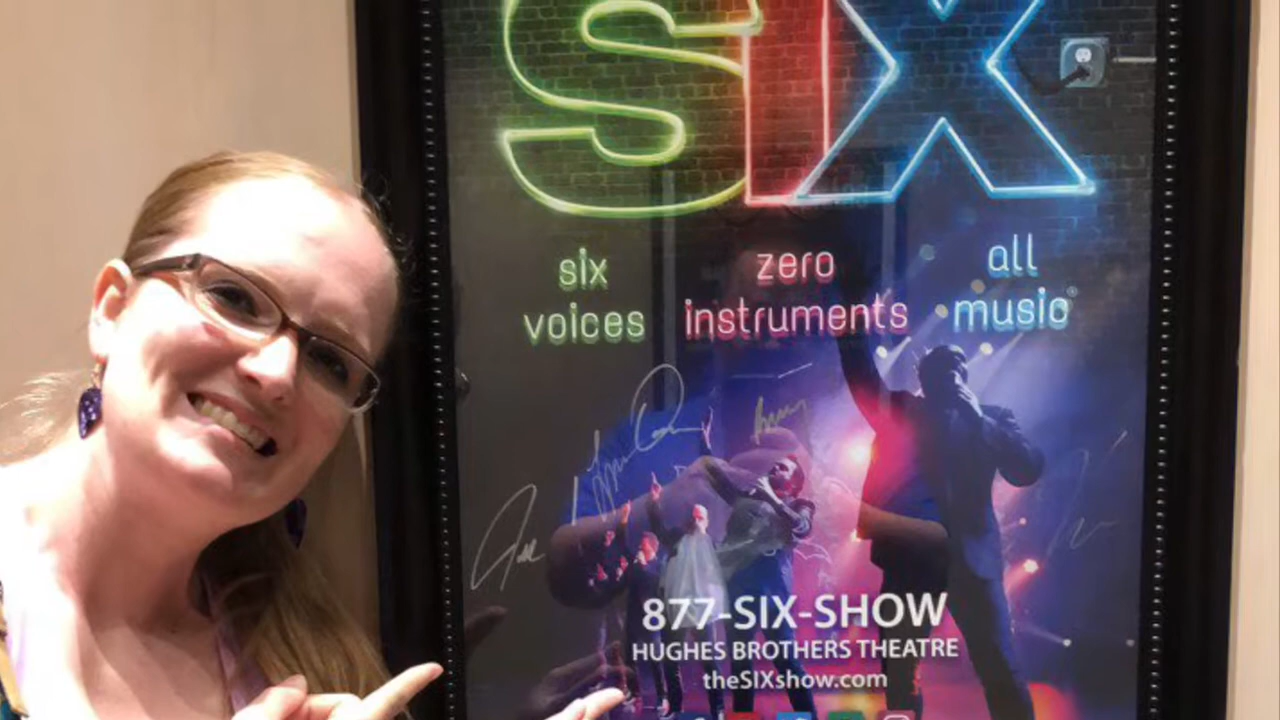 SIX
six voices
zero instruments
all music®
877-SIX-SHOW
HUGHES BROTHERS THEATRE
theSIXshow.com